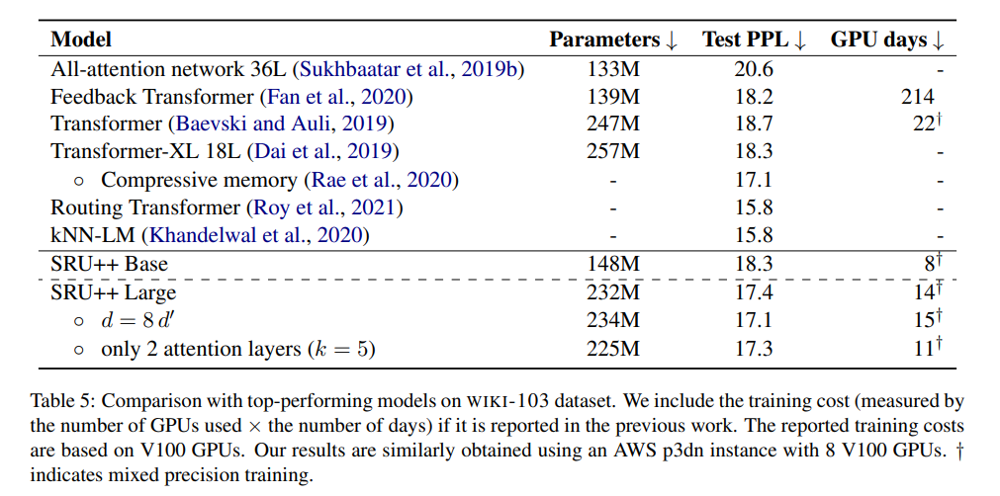 Model Parameters ↓ Test PPL ↓ GPU days ↓
All-attention network 36L (Sukhbaatar et al., 2019b) 133M 20.6 -
Feedback Transformer (Fan et al., 2020) 139M 18.2 214
Transformer (Baevski and Auli, 2019) 247M 18.7 22†
Transformer-XL 18L (Dai et al., 2019) 257M 18.3 -
○ Compressive memory (Rae et al., 2020) - 17.1 -
Routing Transformer (Roy et al., 2021) - 15.8 -
kNN-LM (Khandelwal et al., 2020) - 15.8 -
SRU++ Base 148M 18.3 8†
SRU++ Large 232M 17.4 14†
○ d = 8 d′ 234M 17.1 15†
○ only 2 attention layers (k = 5) 225M 17.3 11†
Table 5: Comparison with top-performing models on WIKI-103 dataset. We include the training cost (measured by
the number of GPUs used × the number of days) if it is reported in the previous work. The reported training costs
are based on V100 GPUs. Our results are similarly obtained using an AWS p3dn instance with 8 V100 GPUs. †
indicates mixed precision training.